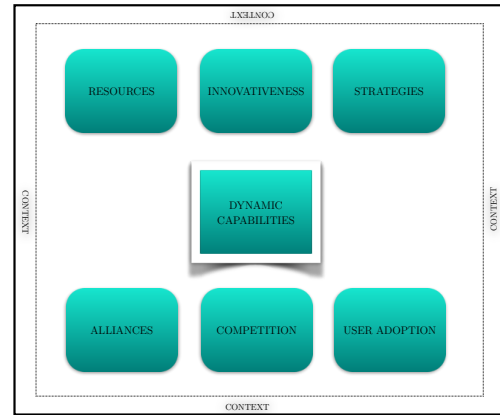 CONTEXT
RESOURCES
INNOVATIVENESS
STRATEGIES
CONTEXT
DYNAMIC
CAPABILITIES
CONTEXT
ALLIANCES
COMPETITION
USER ADOPTION
CONTEXT